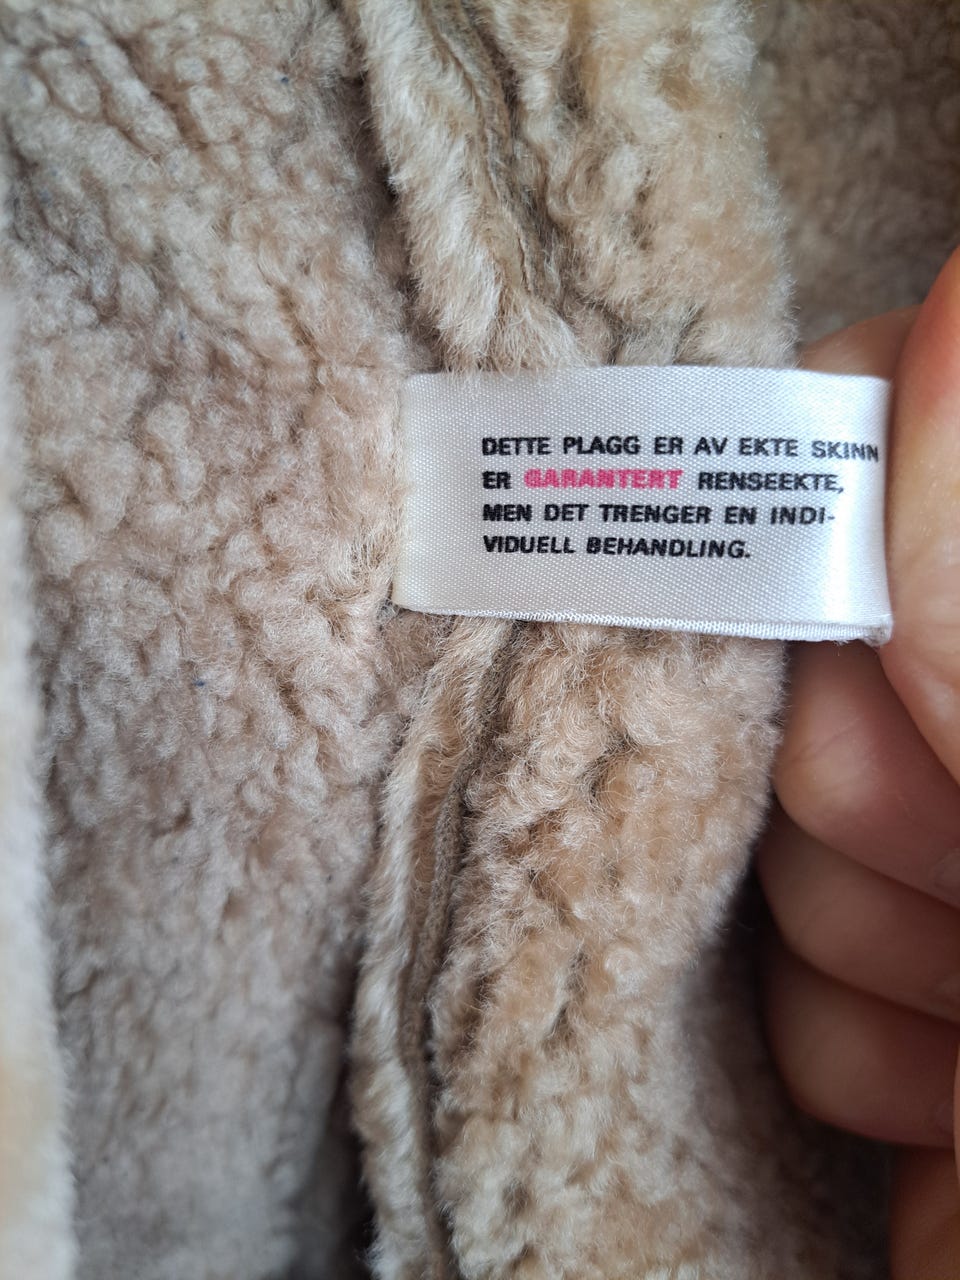 DETTE PLAGG ER AV EKTE SKINN
ER GARANTERT RENSEEKTE,
MEN DET TRENGER EN INDI-
VIDUELL BEHANDLING.